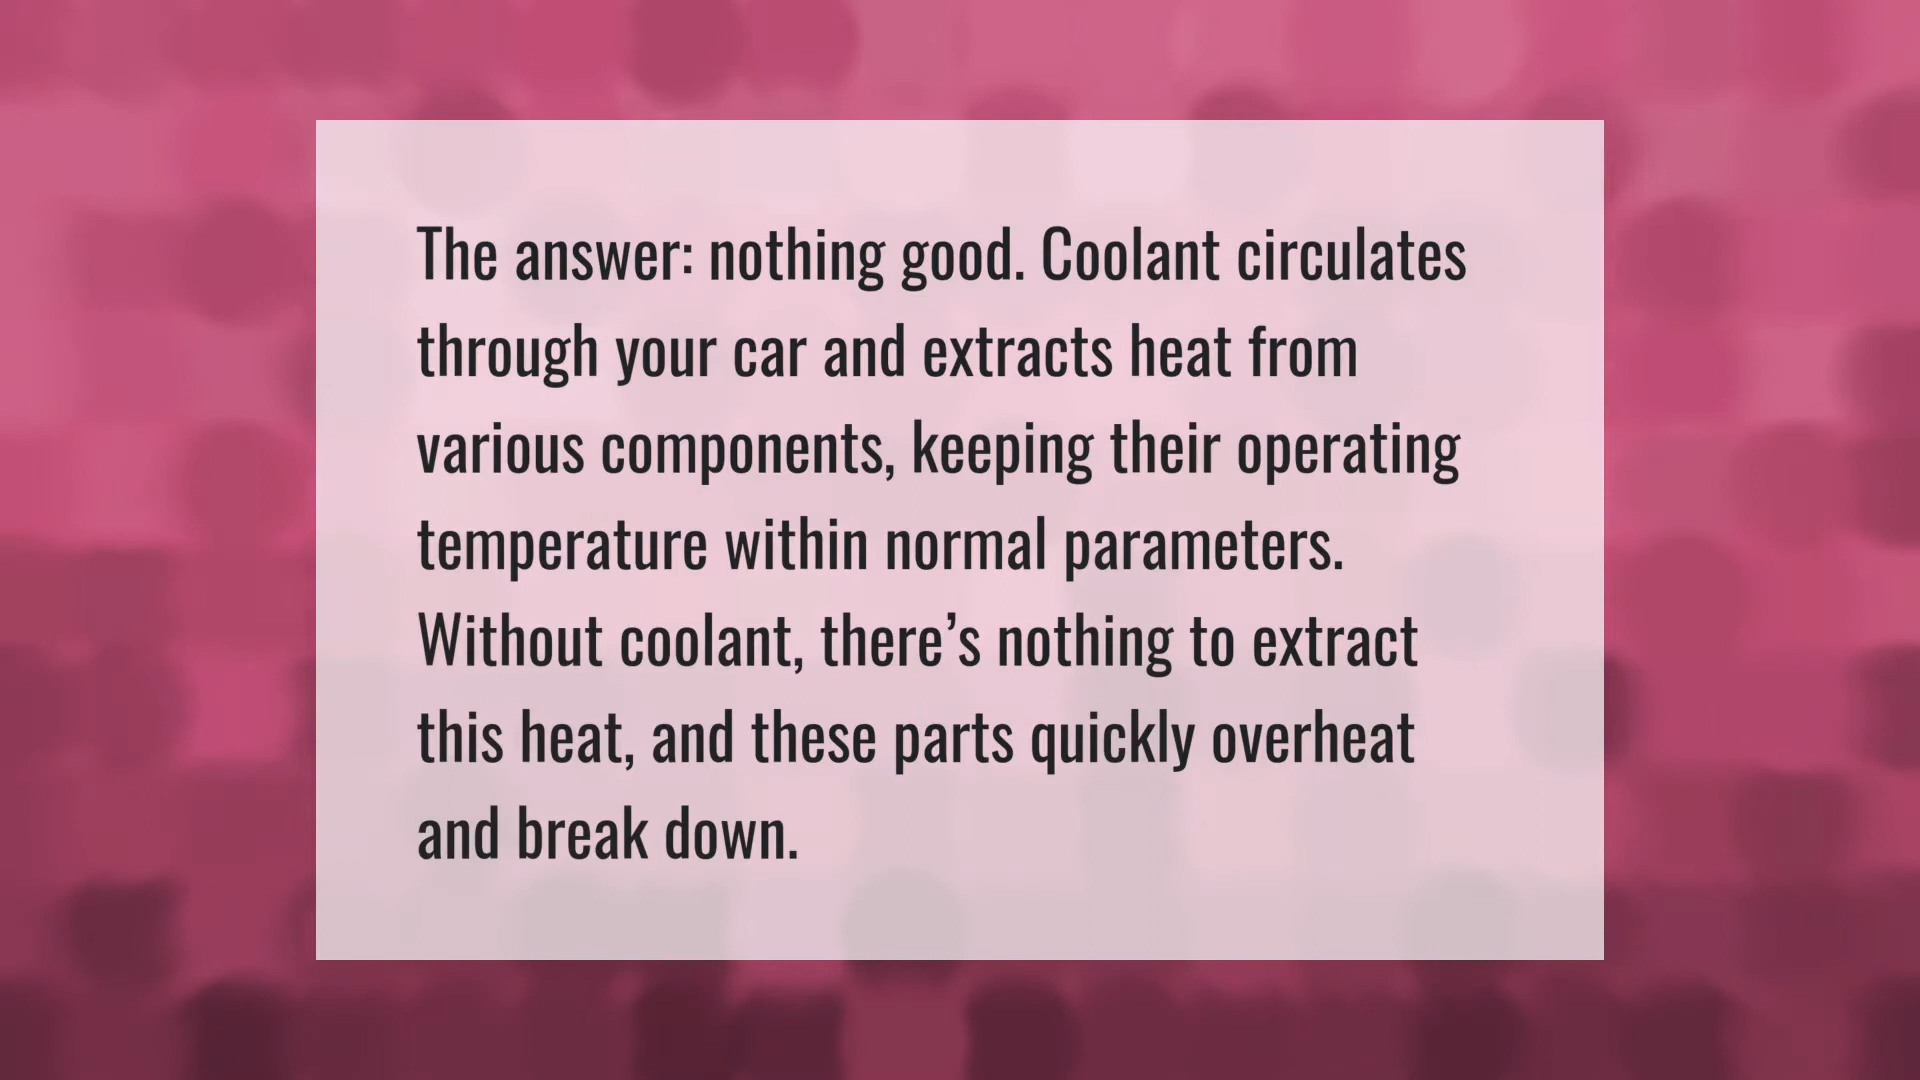 The answer: nothing good. Coolant circulates
through your car and extracts heat from
various components, keeping their operating
temperature within normal parameters.
Without coolant, there’s nothing to extract
this heat, and these parts quickly overheat
and break down.